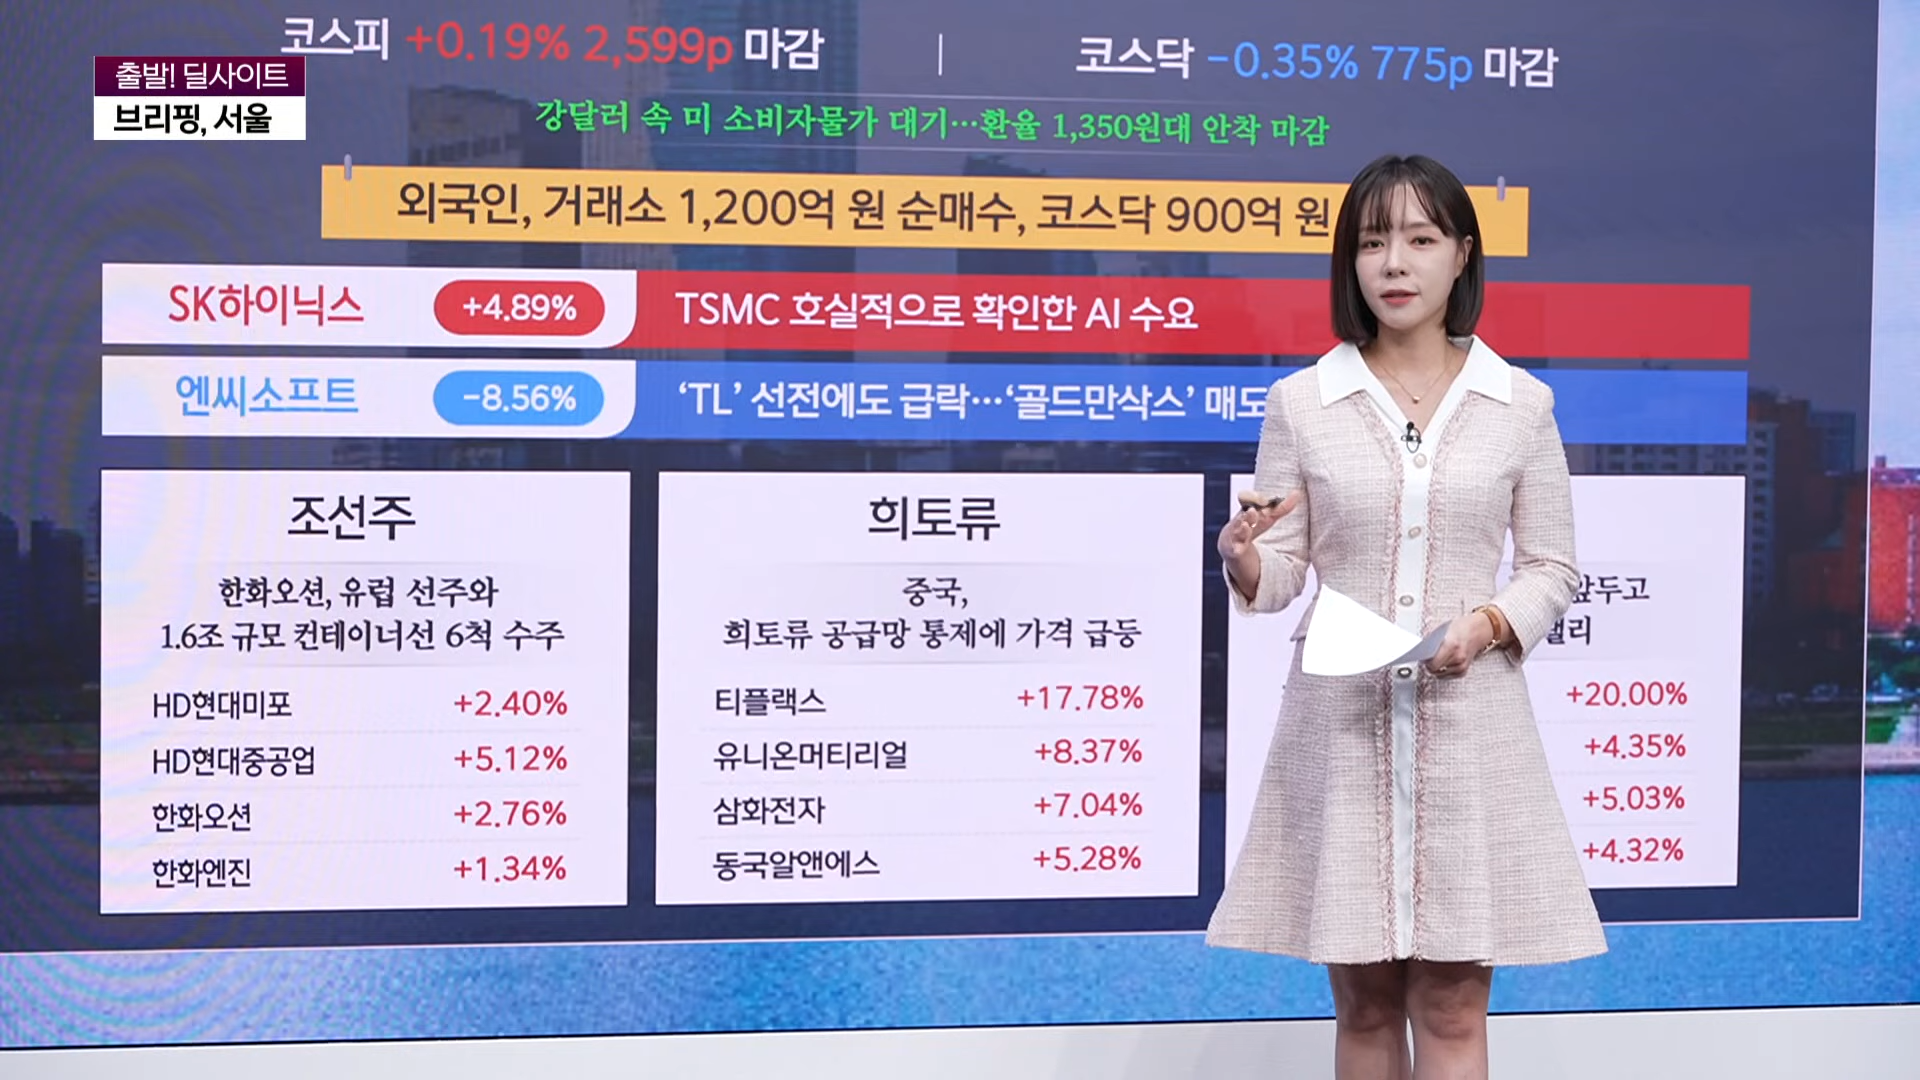 코스피 +0.19% 2,599p 마감 | 코스닥 -0.35% 775p 마감
출발! 딜사이트
브리핑, 서울
강달러 속 미 소비자물가 대기…환율 1,350원대 안착 마감
외국인, 거래소 1,200억 원 순매수, 코스닥 900억 원
SK하이닉스 +4.89% TSMC 호실적으로 확인한 AI 수요
엔씨소프트 -8.56% ‘TL’ 선전에도 급락…‘골드만삭스’ 매도
조선주
한화오션, 유럽 선주와
1.6조 규모 컨테이너선 6척 수주
HD현대미포 +2.40%
HD현대중공업 +5.12%
한화오션 +2.76%
한화엔진 +1.34%
희토류
중국,
희토류 공급망 통제에 가격 급등
티플랙스 +17.78%
유니온머티리얼 +8.37%
삼화전자 +7.04%
동국알앤에스 +5.28%
앞두고
랠리
+20.00%
+4.35%
+5.03%
+4.32%